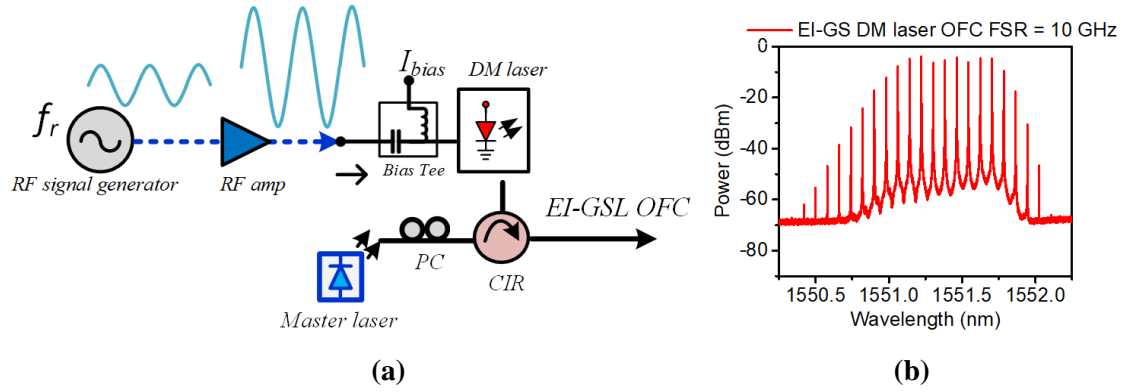 f_r
RF signal generator
RF amp
I_bias
Bias Tee
DM laser
Master laser
PC
CIR
EI-GSL OFC
(a)
EI-GS DM laser OFC FSR = 10 GHz
Power (dBm)
0
-20
-40
-60
-80
1550.5 1551.0 1551.5 1552.0
Wavelength (nm)
(b)